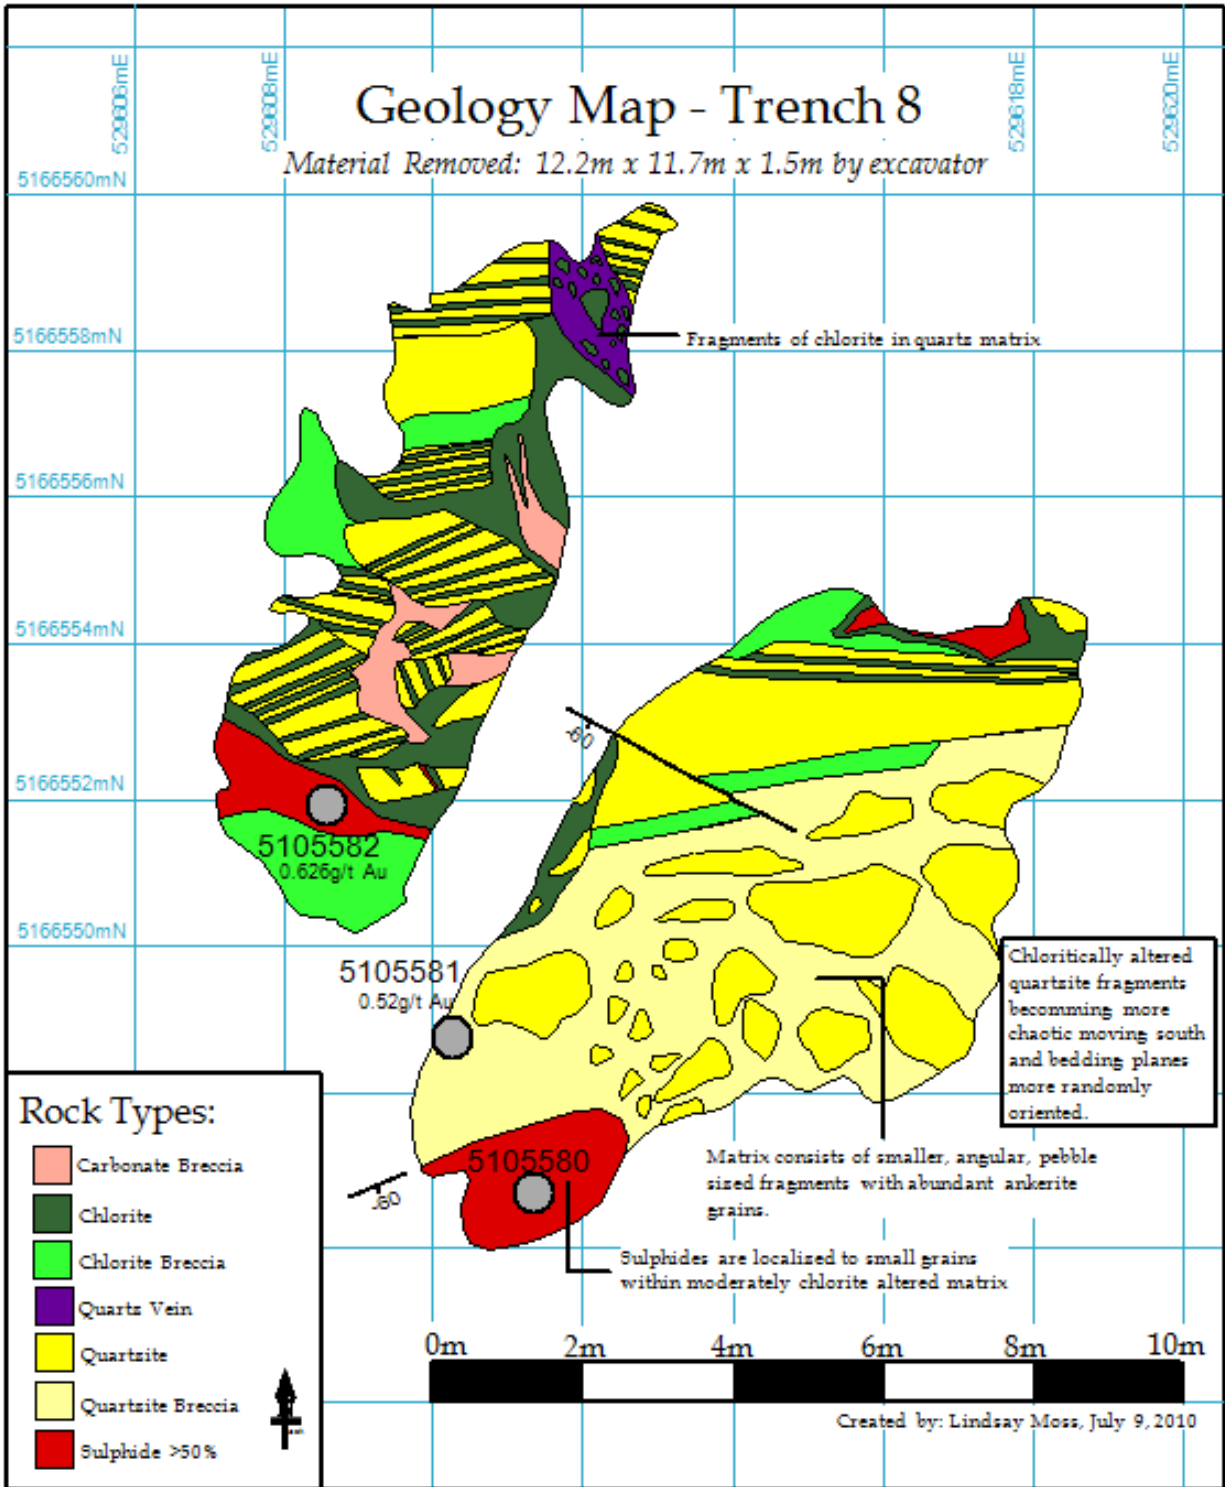 529606mE
529608mE
529618mE
529620mE
Geology Map - Trench 8
Material Removed: 12.2m x 11.7m x 1.5m by excavator
5166560mN
5166558mN
Fragments of chlorite in quartz matrix
5166556mN
5166554mN
-60
5166552mN
5105582
0.626g/t Au
5166550mN
5105581
0.52g/t Au
Chloritically altered
quartzite fragments
becomming more
chaotic moving south
and bedding planes
more randomly
oriented.
Rock Types:
Carbonate Breccia
Chlorite
Chlorite Breccia
Quartz Vein
Quartzite
Quartzite Breccia
Sulphide >50%
5105580
-80
Matrix consists of smaller, angular, pebble
sized fragments with abundant ankerite
grains.
Sulphides are localized to small grains
within moderately chlorite altered matrix
0m 2m 4m 6m 8m 10m
Created by: Lindsay Moss, July 9, 2010